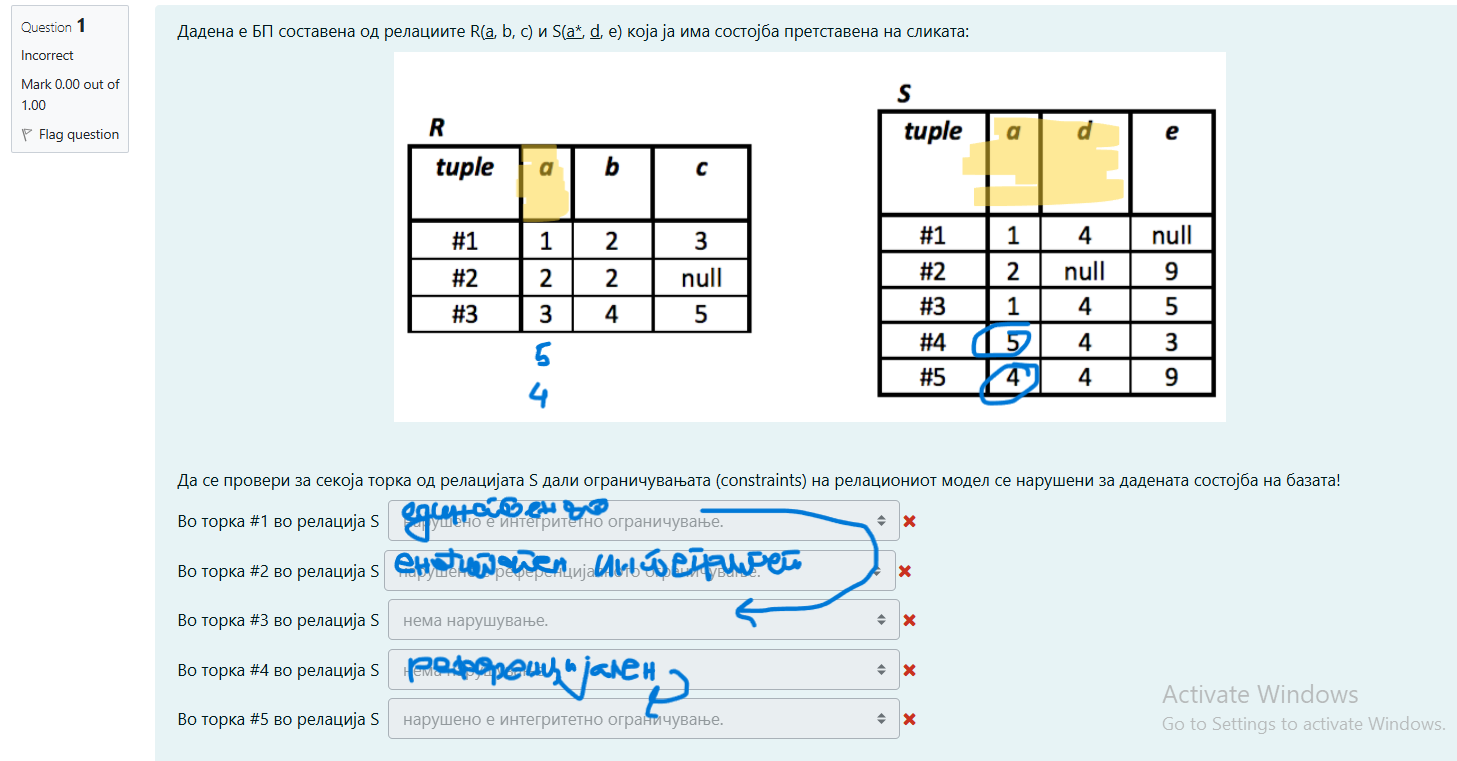 Question 1
Incorrect
Mark 0.00 out of
1.00
Flag question
Дадена е БП составена од релациите R(a, b, c) и S(a*, d, e) која ја има состојба претставена на сликата:
R
tuple a b c
#1 1 2 3
#2 2 2 null
#3 3 4 5
5
4
S
tuple a d e
#1 1 4 null
#2 2 null 9
#3 1 4 5
#4 5 4 3
#5 4 4 9
Да се провери за секоја торка од релацијата S дали ограничувањата (constraints) на релациониот модел се нарушени за дадената состојба на базата!
Во торка #1 во релација S нарушено е интегритетно ограничување.
Во торка #2 во релација S нарушено е референцијалното ограничување.
ентитетен интегритет
Во торка #3 во релација S нема нарушување.
Во торка #4 во релација S нема нарушување.
референцијален
Во торка #5 во релација S нарушено е интегритетно ограничување.
Activate Windows
Go to Settings to activate Windows.